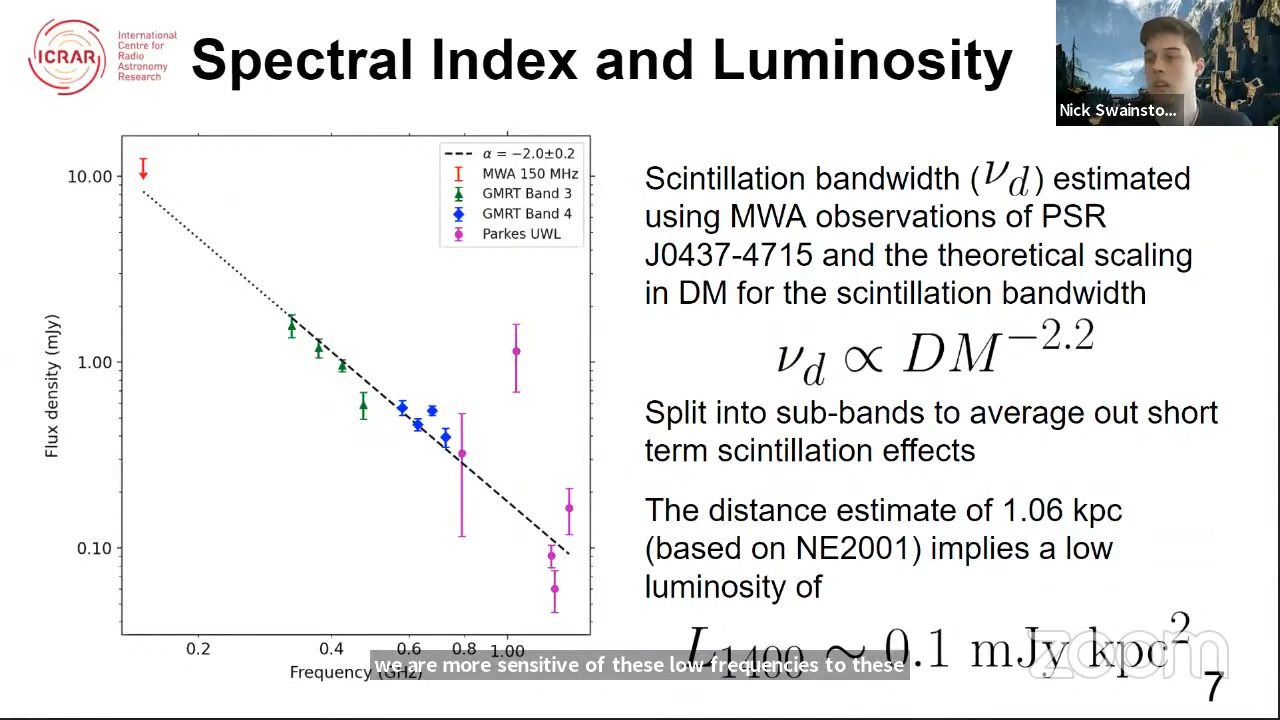 ICRAR
International
Centre for
Radio
Astronomy
Research
Spectral Index and Luminosity
Nick Swainsto...
10.00
1.00
0.10
Flux density (mJy)
0.2
0.4
0.6
0.8
1.00
Frequency (GHz)
α = −2.0±0.2
MWA 150 MHz
GMRT Band 3
GMRT Band 4
Parkes UWL
Scintillation bandwidth (ν_d) estimated
using MWA observations of PSR
J0437-4715 and the theoretical scaling
in DM for the scintillation bandwidth
ν_d ∝ DM^−2.2
Split into sub-bands to average out short
term scintillation effects
The distance estimate of 1.06 kpc
(based on NE2001) implies a low
luminosity of
L_1400 ~ 0.1 mJy kpc^2
we are more sensitive of these low frequencies to these
zoom
7